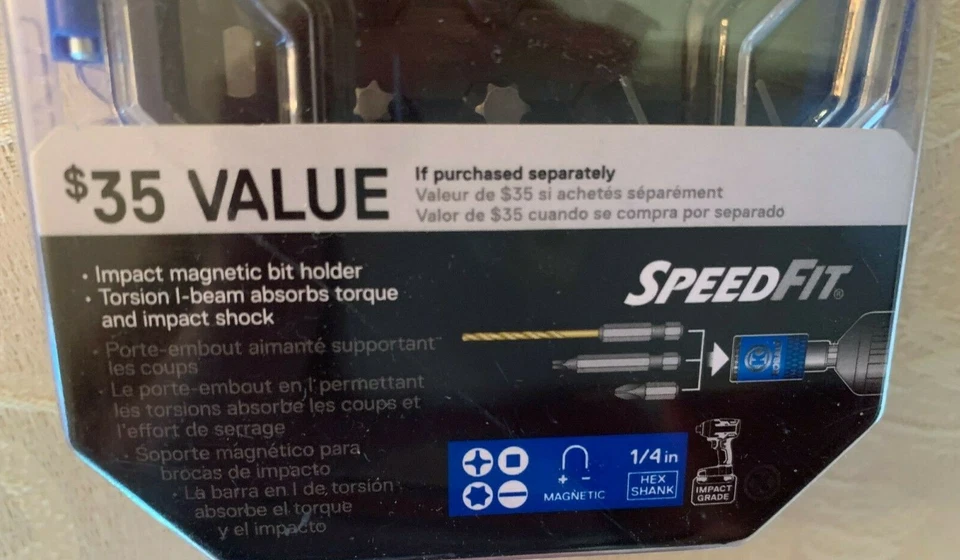 $35 VALUE
If purchased separately
Valeur de $35 si achetés séparément
Valor de $35 cuando se compra por separado
• Impact magnetic bit holder
• Torsion I-beam absorbs torque
and impact shock
• Porte-embout aimanté supportant
les coups
• Le porte-embout en I permettant
les torsions absorbe les coups et
l'effort de serrage
• Soporte magnético para
brocas de impacto
• La barra en I de torsión
absorbe el torque
y el impacto
SPEEDFIT®
K
KOBALT
+ -
MAGNETIC
1/4 in
HEX
SHANK
IMPACT
GRADE